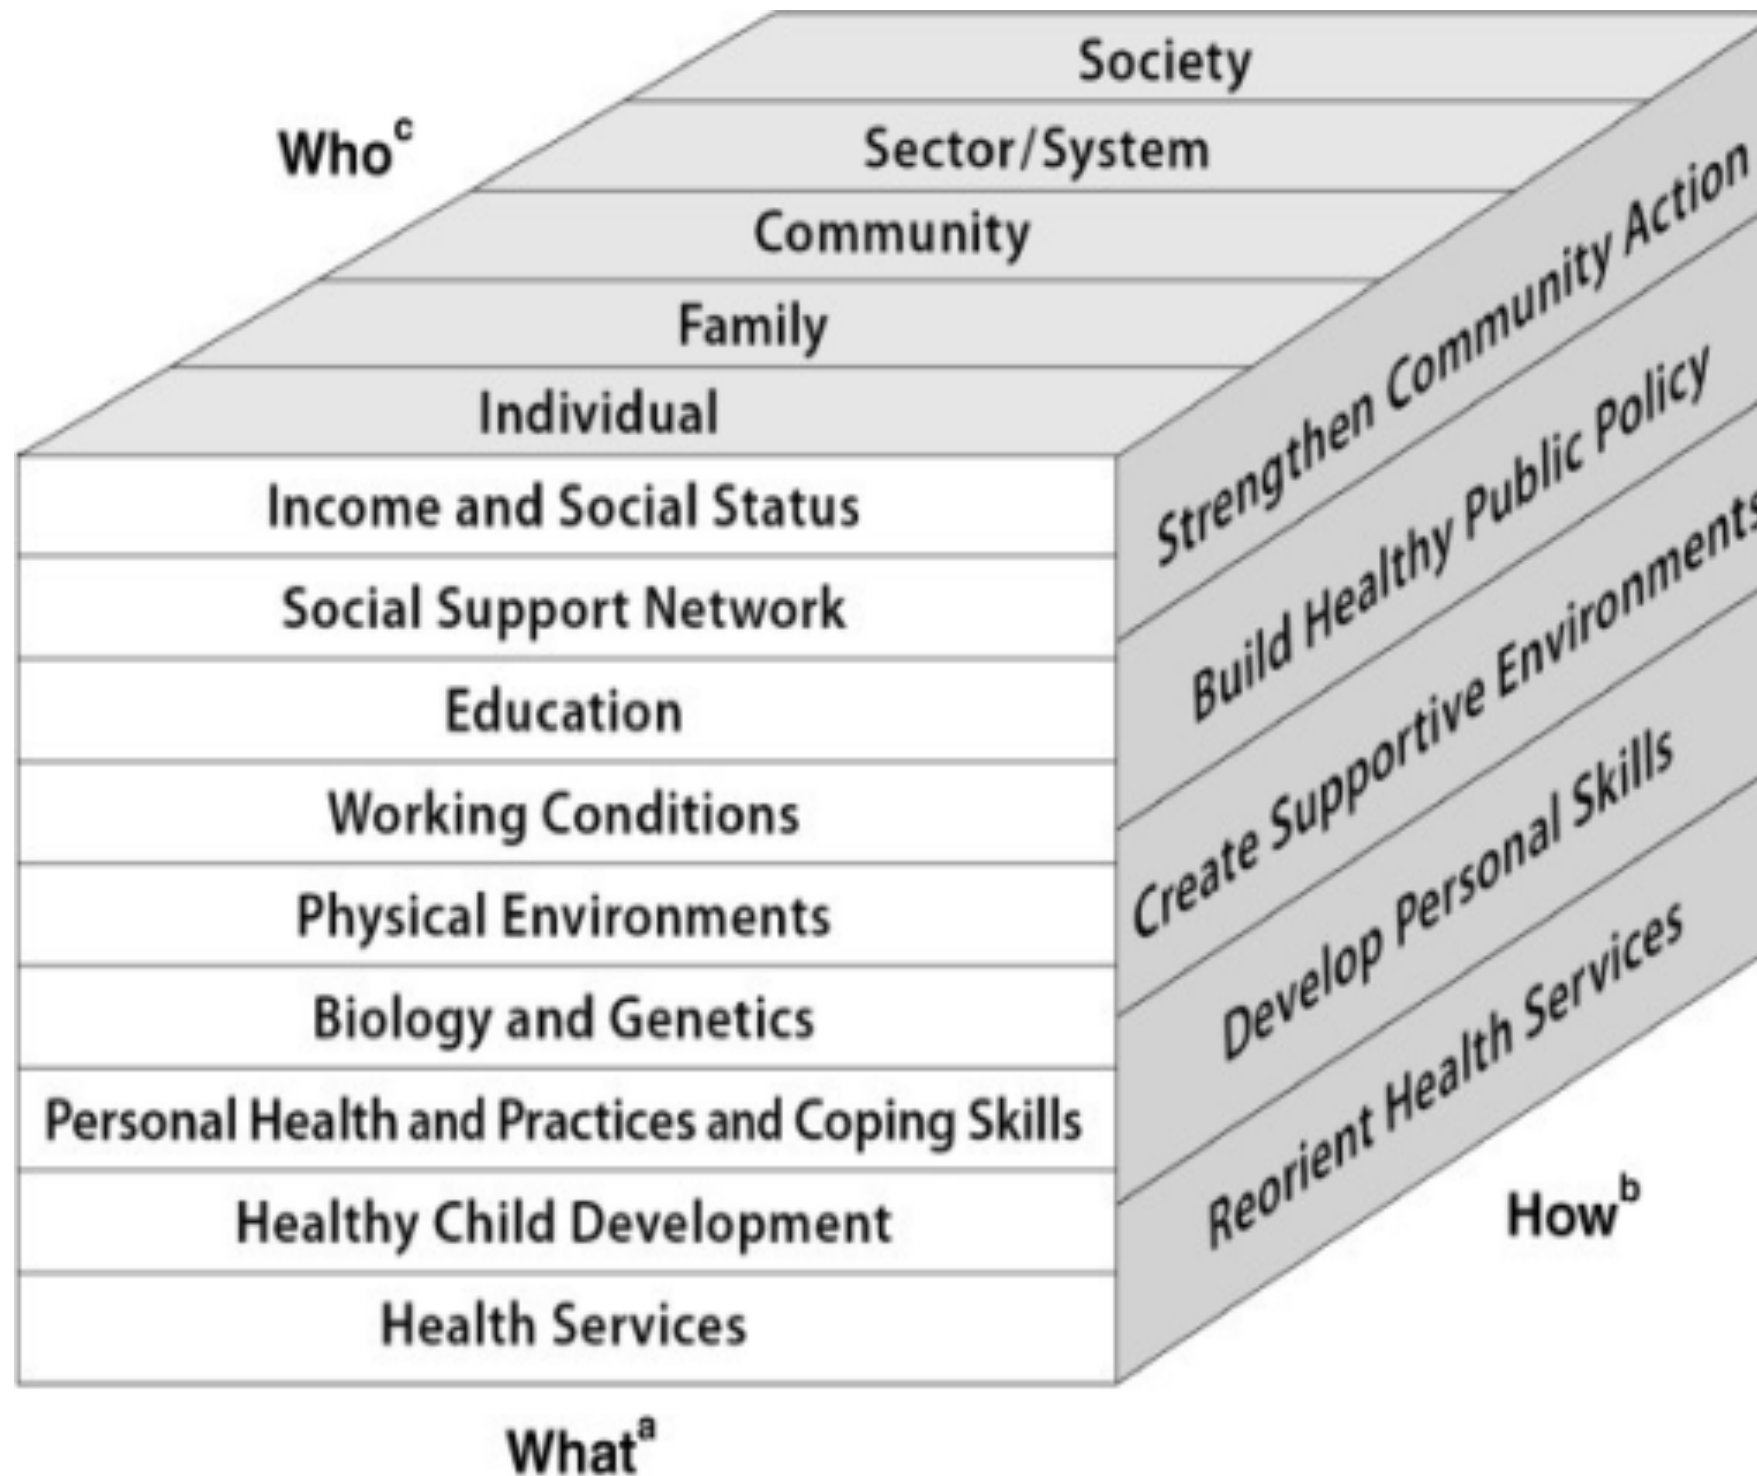 Society
Sector/System
Community
Family
Individual
Who^c
Income and Social Status
Social Support Network
Education
Working Conditions
Physical Environments
Biology and Genetics
Personal Health and Practices and Coping Skills
Healthy Child Development
Health Services
What^a
Strengthen Community Action
Build Healthy Public Policy
Create Supportive Environments
Develop Personal Skills
Reorient Health Services
How^b